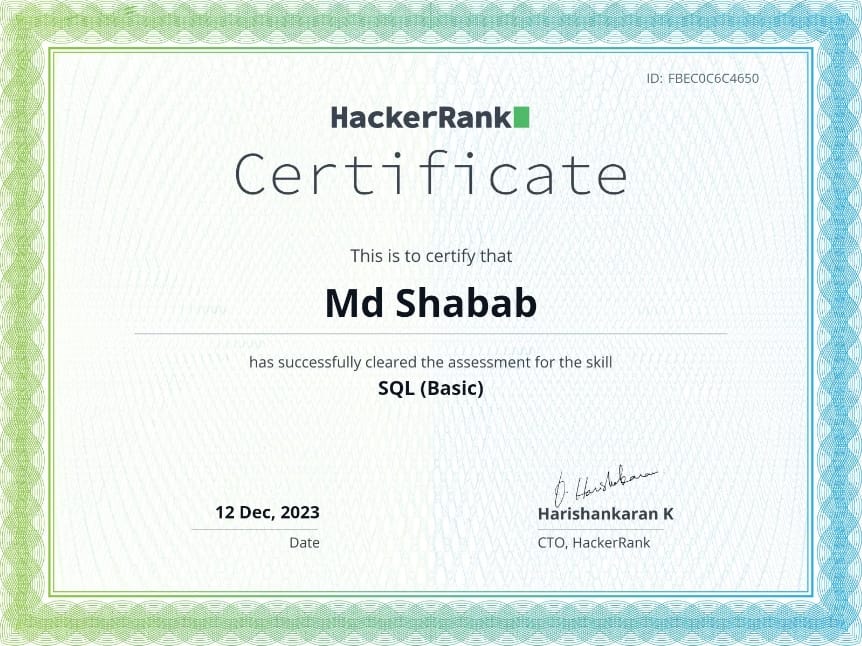 ID: FBEC0C6C4650
HackerRank
Certificate
This is to certify that
Md Shabab
has successfully cleared the assessment for the skill
SQL (Basic)
12 Dec, 2023
Date
Harishankaran K
CTO, HackerRank